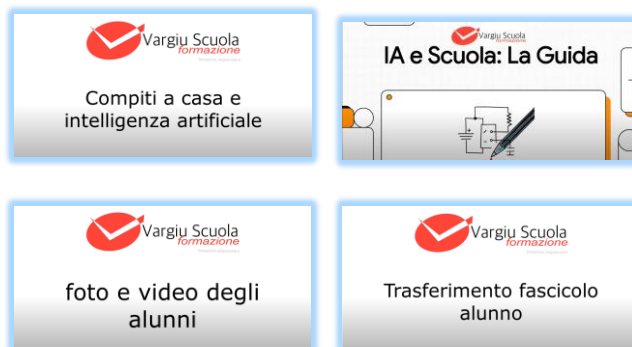 Vargiu Scuola
formazione
Compiti a casa e
intelligenza artificiale
Vargiu Scuola
formazione
IA e Scuola: La Guida
Vargiu Scuola
formazione
foto e video degli
alunni
Vargiu Scuola
formazione
Trasferimento fascicolo
alunno